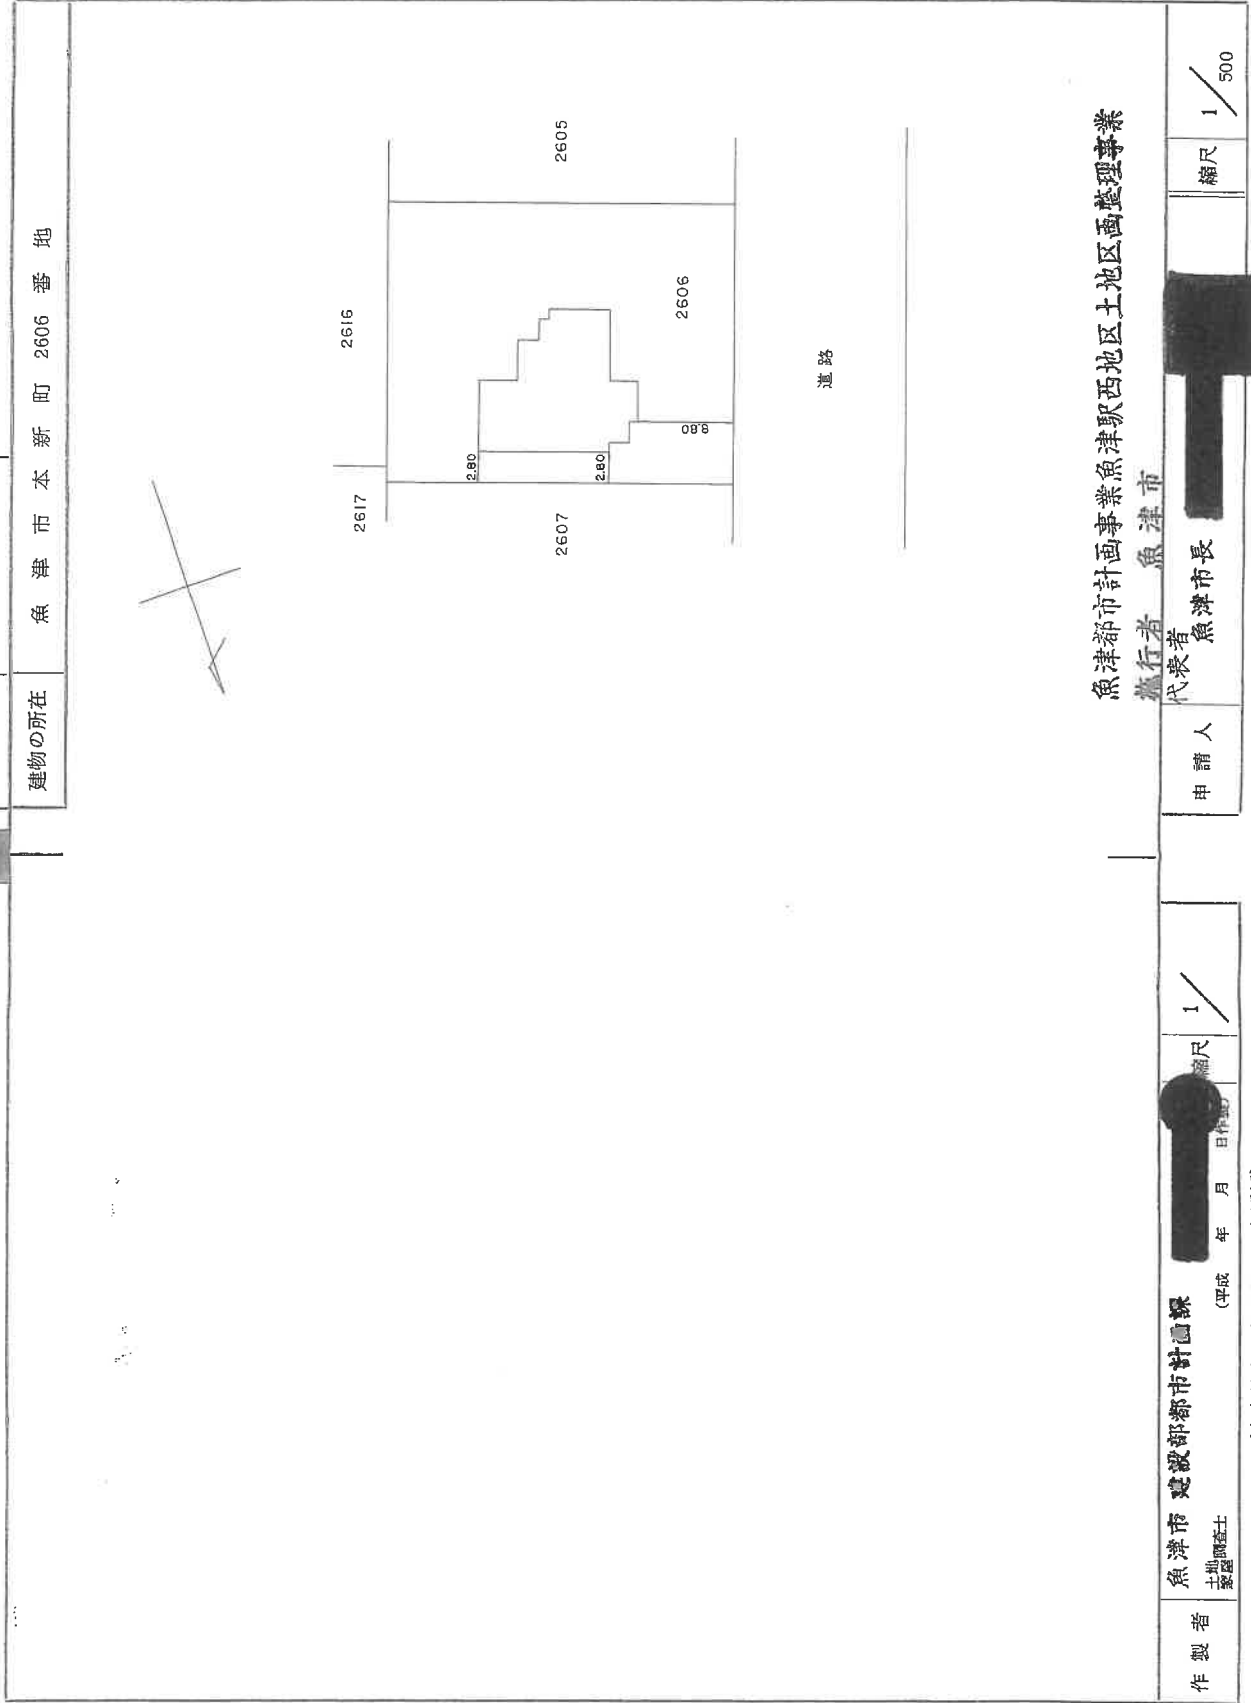 建物の所在 魚津市本新町 2606 番地
2616
2605
2617
2.80
2.80
8.80
2606
2607
道路
魚津都市計画事業魚津駅西地区土地区画整理事業
施行者 魚津市
代表者
申請人 魚津市長
縮尺 1/500
作製者 魚津市 建設部都市計画課
土地家屋調査士
(平成 年 月 日作製)
縮尺 1/